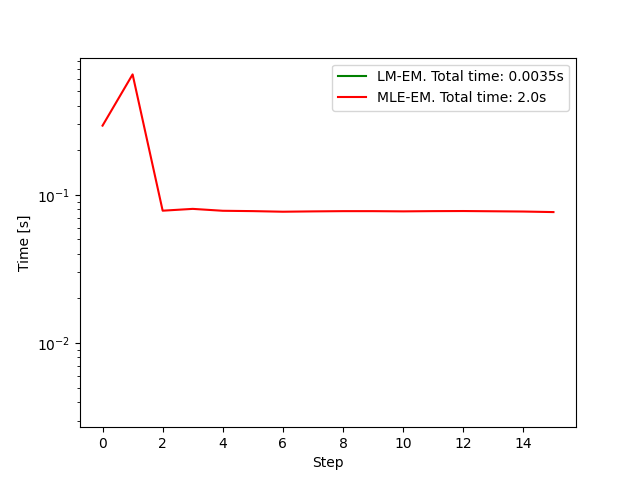 LM-EM. Total time: 0.0035s
MLE-EM. Total time: 2.0s
Time [s]
10⁻¹
10⁻²
0 2 4 6 8 10 12 14
Step